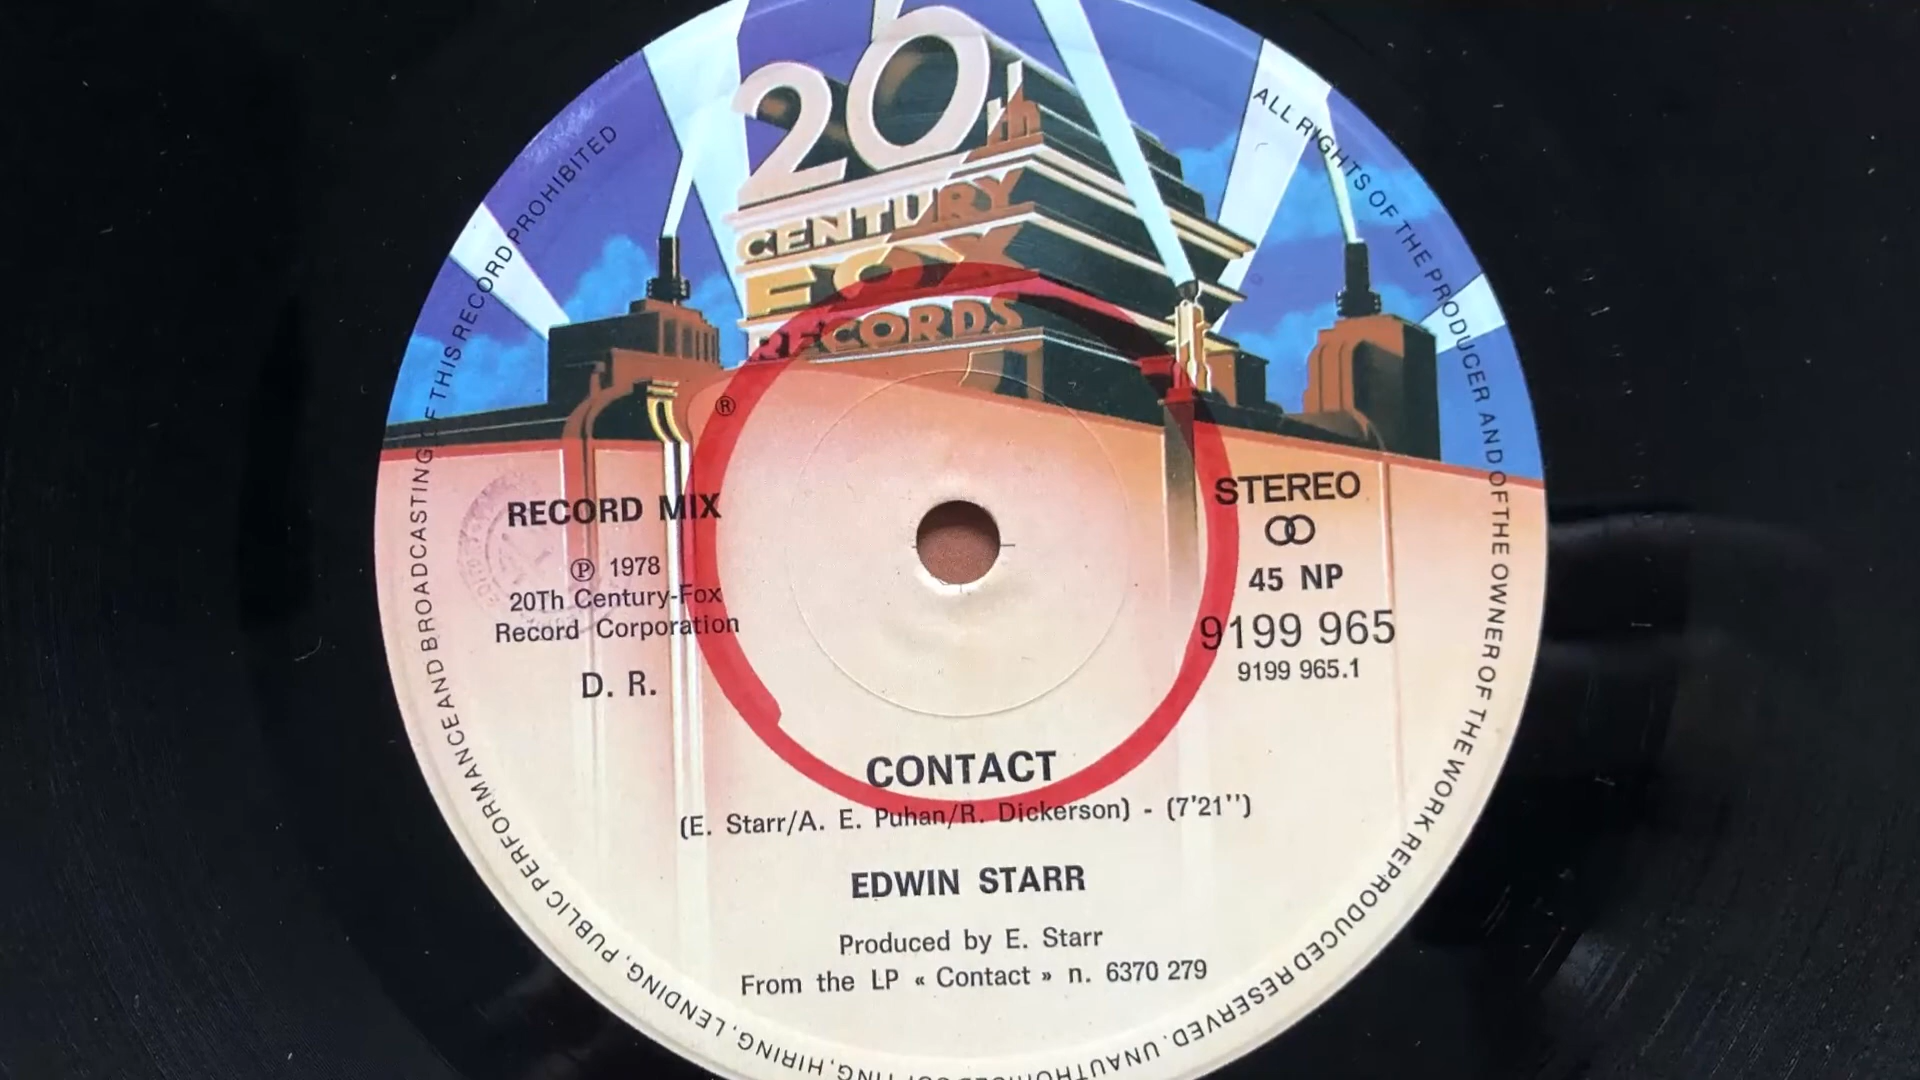 20th
CENTURY
FOX
RECORDS
®
ALL RIGHTS OF THE PRODUCER AND OF THE OWNER OF THE WORK REPRODUCED RESERVED. UNAUTHORISED
HIRING, LENDING, PUBLIC PERFORMANCE AND BROADCASTING OF THIS RECORD PROHIBITED
RECORD MIX
℗ 1978
20Th Century-Fox
Record Corporation
D. R.
STEREO
45 NP
9199 965
9199 965.1
CONTACT
(E. Starr/A. E. Puhan/R. Dickerson) - (7'21'')
EDWIN STARR
Produced by E. Starr
From the LP « Contact » n. 6370 279